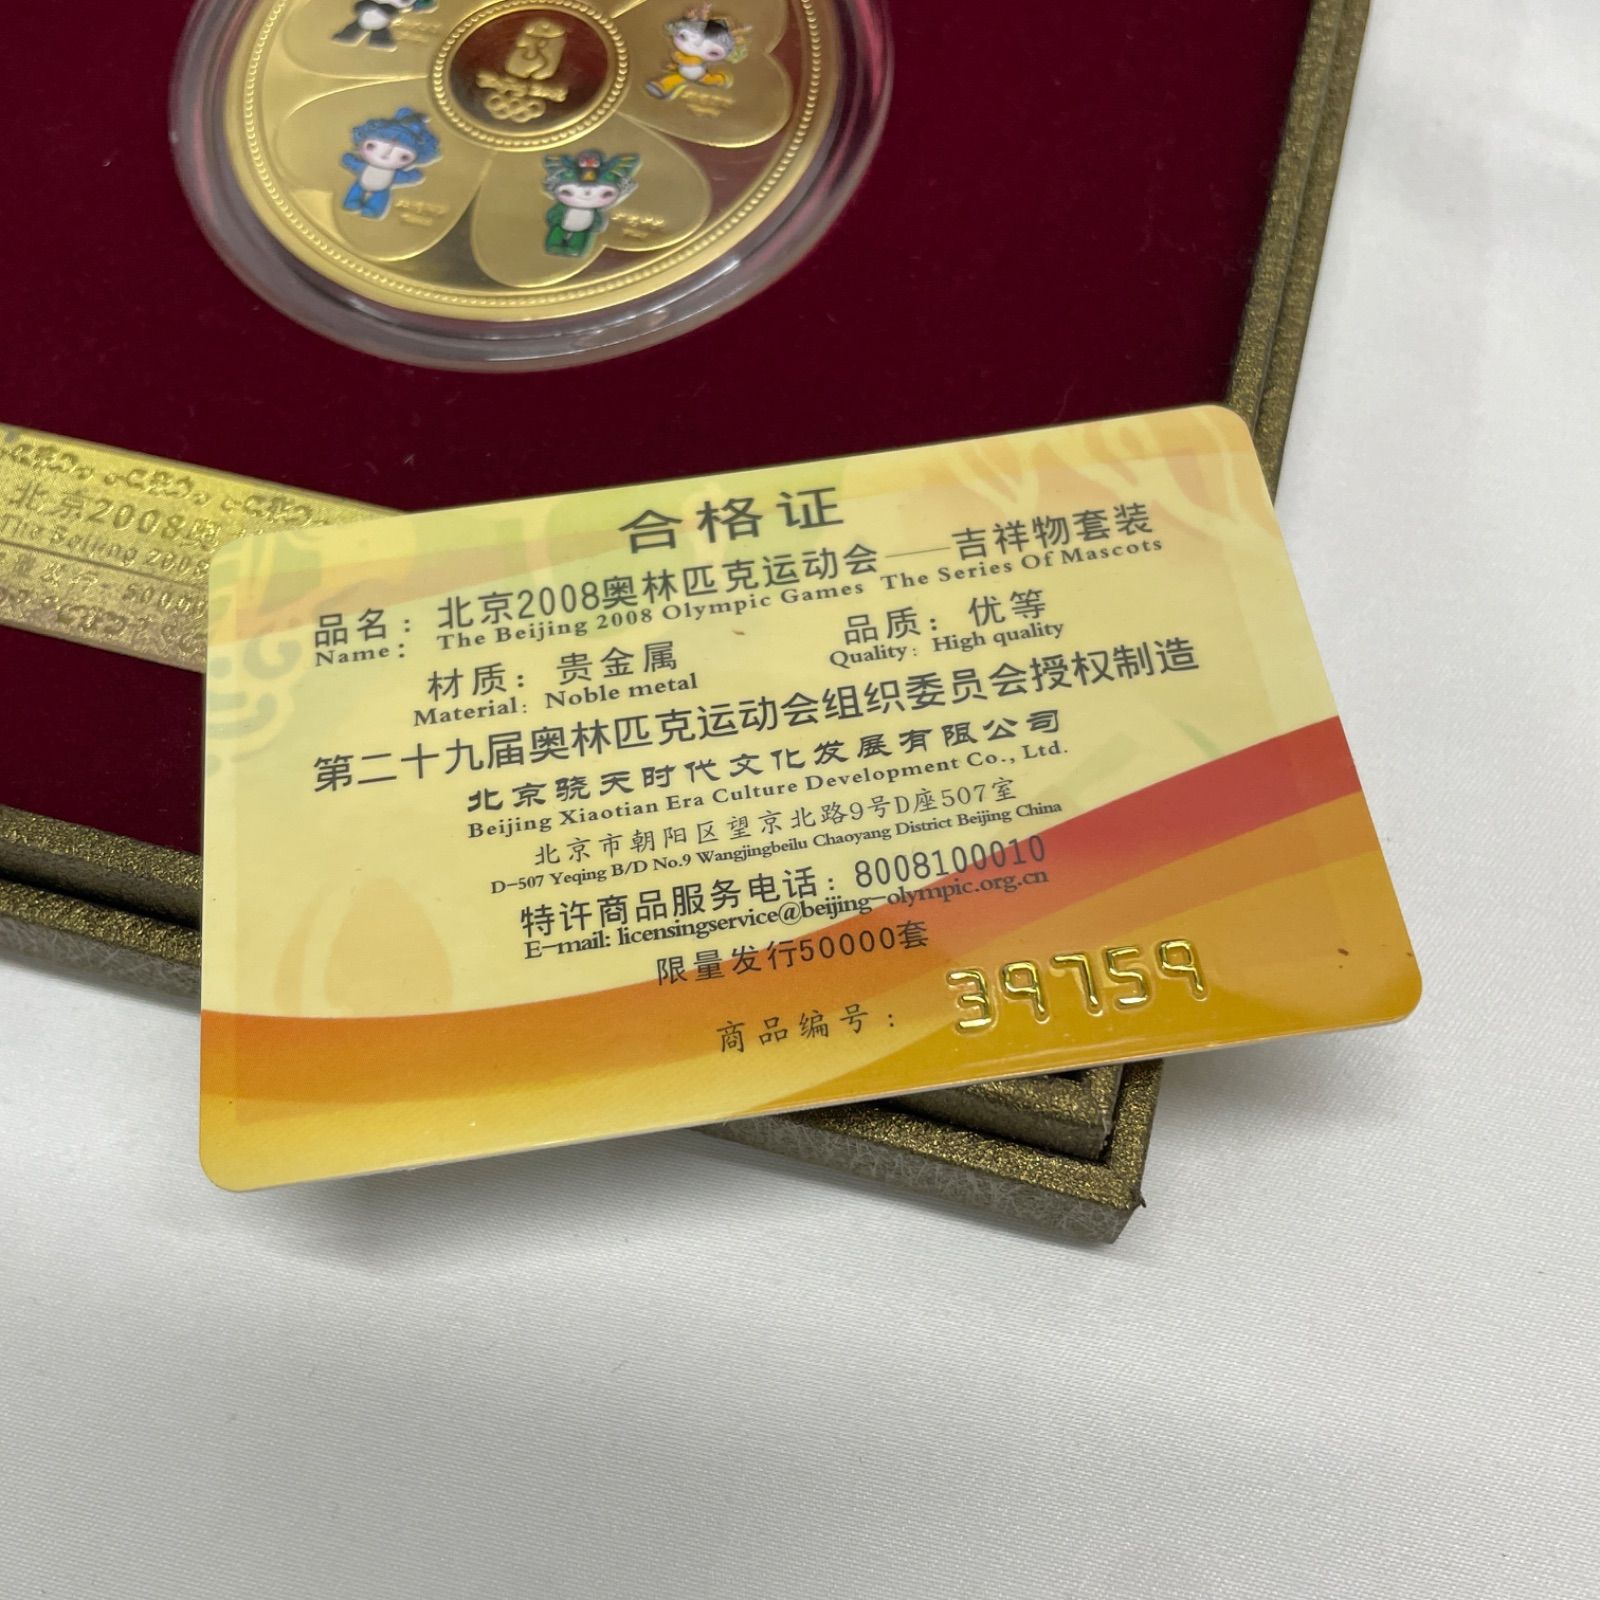 北京2008奥
The Beijing 2008
合格证
品名：北京2008奥林匹克运动会——吉祥物套装
Name: The Beijing 2008 Olympic Games The Series Of Mascots
材质：贵金属 品质：优等
Material: Noble metal Quality: High quality
第二十九届奥林匹克运动会组织委员会授权制造
北京骁天时代文化发展有限公司
Beijing Xiaotian Era Culture Development Co., Ltd.
北京市朝阳区望京北路9号D座507室
D-507 Yeqing B/D No.9 Wangjingbeilu Chaoyang District Beijing China
特许商品服务电话：8008100010
E-mail: licensingservice@beijing-olympic.org.cn
限量发行50000套
商品编号：39759